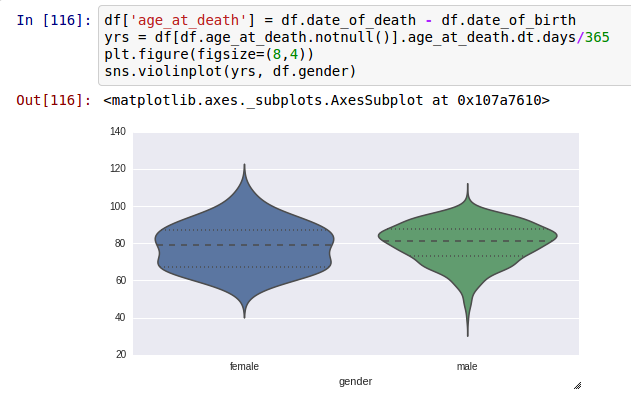 In [116]: df['age_at_death'] = df.date_of_death - df.date_of_birth
yrs = df[df.age_at_death.notnull()].age_at_death.dt.days/365
plt.figure(figsize=(8,4))
sns.violinplot(yrs, df.gender)
Out[116]: <matplotlib.axes._subplots.AxesSubplot at 0x107a7610>
140
120
100
80
60
40
20
female male
gender